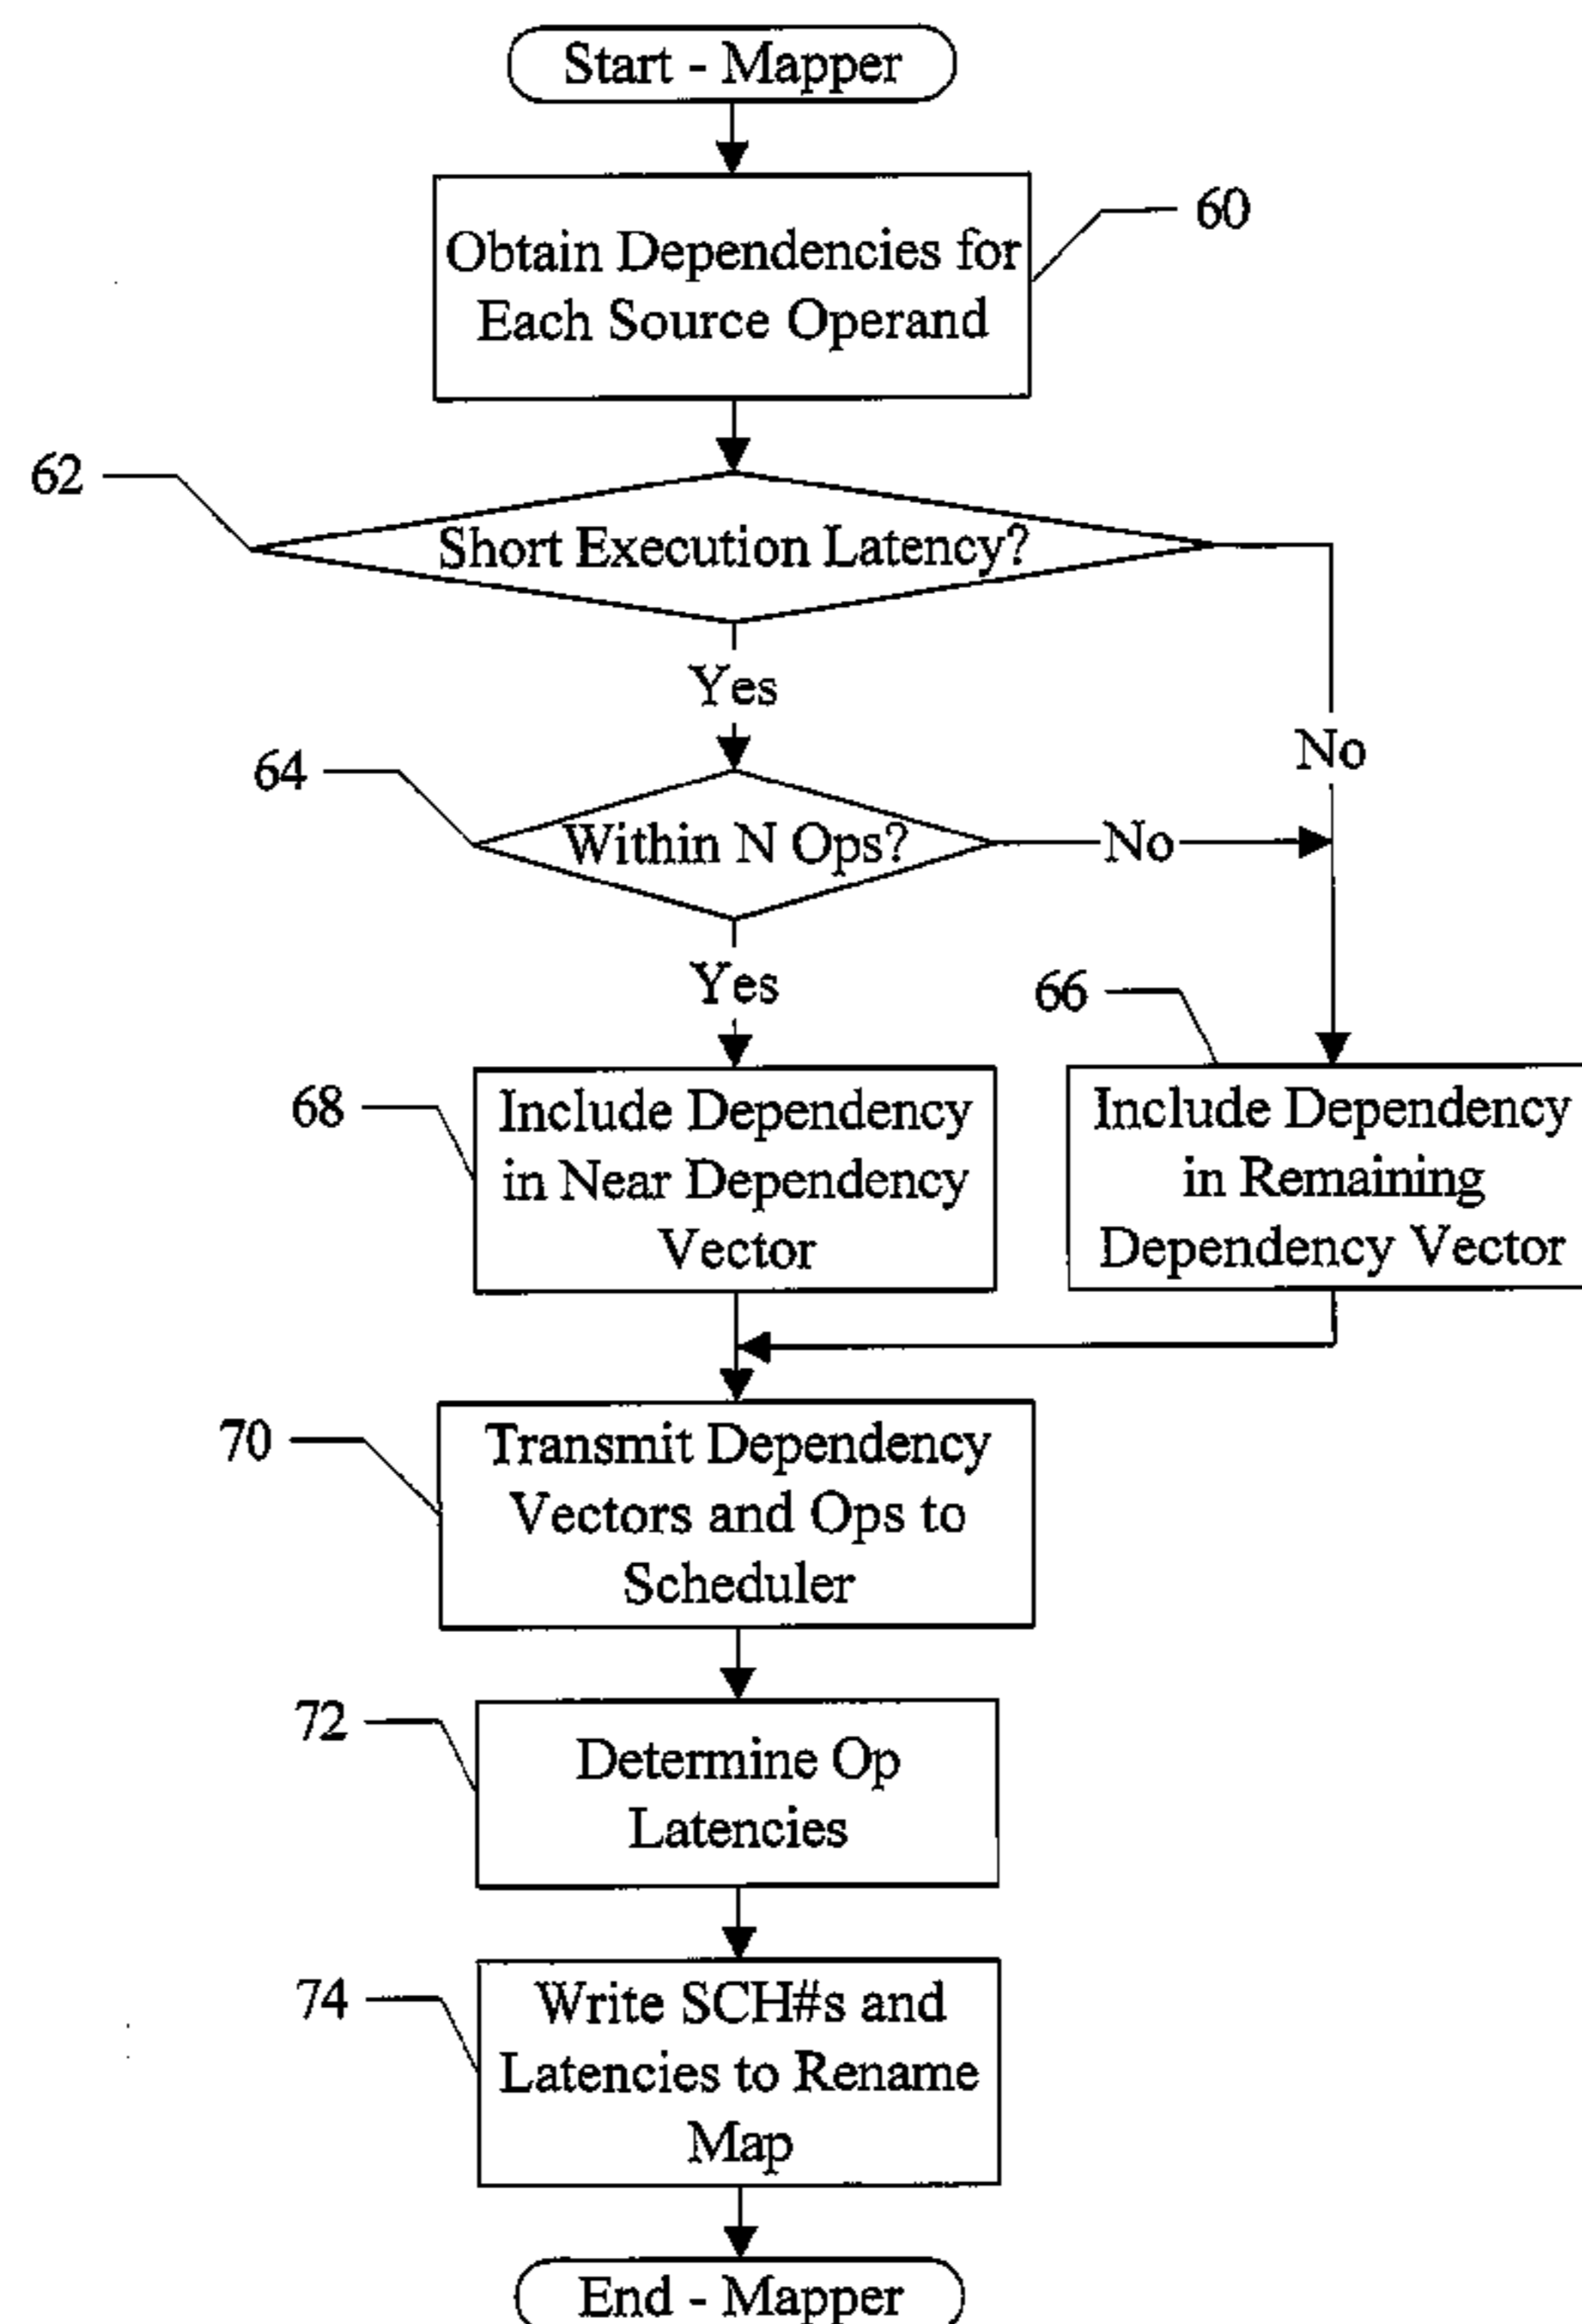 Start - Mapper
60
Obtain Dependencies for
Each Source Operand
62
Short Execution Latency?
Yes
No
64
Within N Ops?
No
Yes
66
68
Include Dependency
in Near Dependency
Vector
Include Dependency
in Remaining
Dependency Vector
70
Transmit Dependency
Vectors and Ops to
Scheduler
72
Determine Op
Latencies
74
Write SCH#s and
Latencies to Rename
Map
End - Mapper